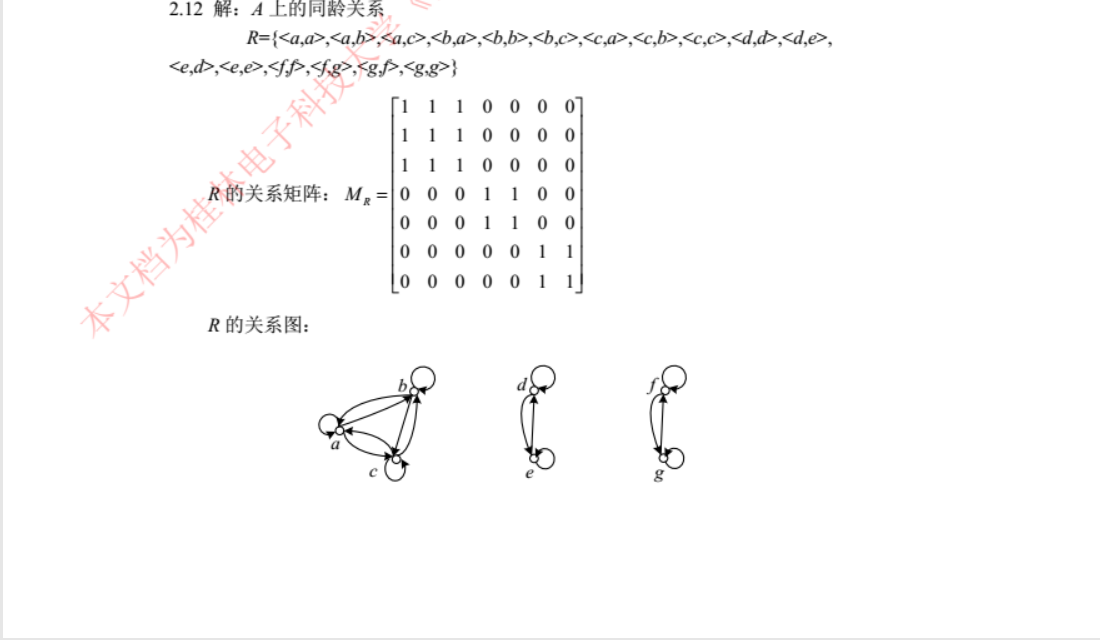 2.12 解：A 上的同龄关系
R={<a,a>,<a,b>,<a,c>,<b,a>,<b,b>,<b,c>,<c,a>,<c,b>,<c,c>,<d,d>,<d,e>,
<e,d>,<e,e>,<f,f>,<f,g>,<g,f>,<g,g>}
1 1 1 0 0 0 0
1 1 1 0 0 0 0
1 1 1 0 0 0 0
R 的关系矩阵： M_R = 0 0 0 1 1 0 0
0 0 0 1 1 0 0
0 0 0 0 0 1 1
0 0 0 0 0 1 1
R 的关系图：
b
a
c
d
e
f
g
本文档为桂林电子科技大学《